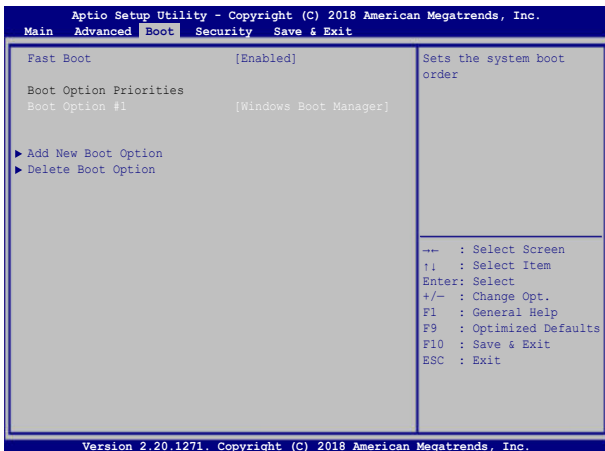 Aptio Setup Utility - Copyright (C) 2018 American Megatrends, Inc.
Main Advanced Boot Security Save & Exit
Fast Boot [Enabled]
Boot Option Priorities
Boot Option #1 [Windows Boot Manager]
► Add New Boot Option
► Delete Boot Option
Sets the system boot
order
→← : Select Screen
↑↓ : Select Item
Enter: Select
+/— : Change Opt.
F1 : General Help
F9 : Optimized Defaults
F10 : Save & Exit
ESC : Exit
Version 2.20.1271. Copyright (C) 2018 American Megatrends, Inc.